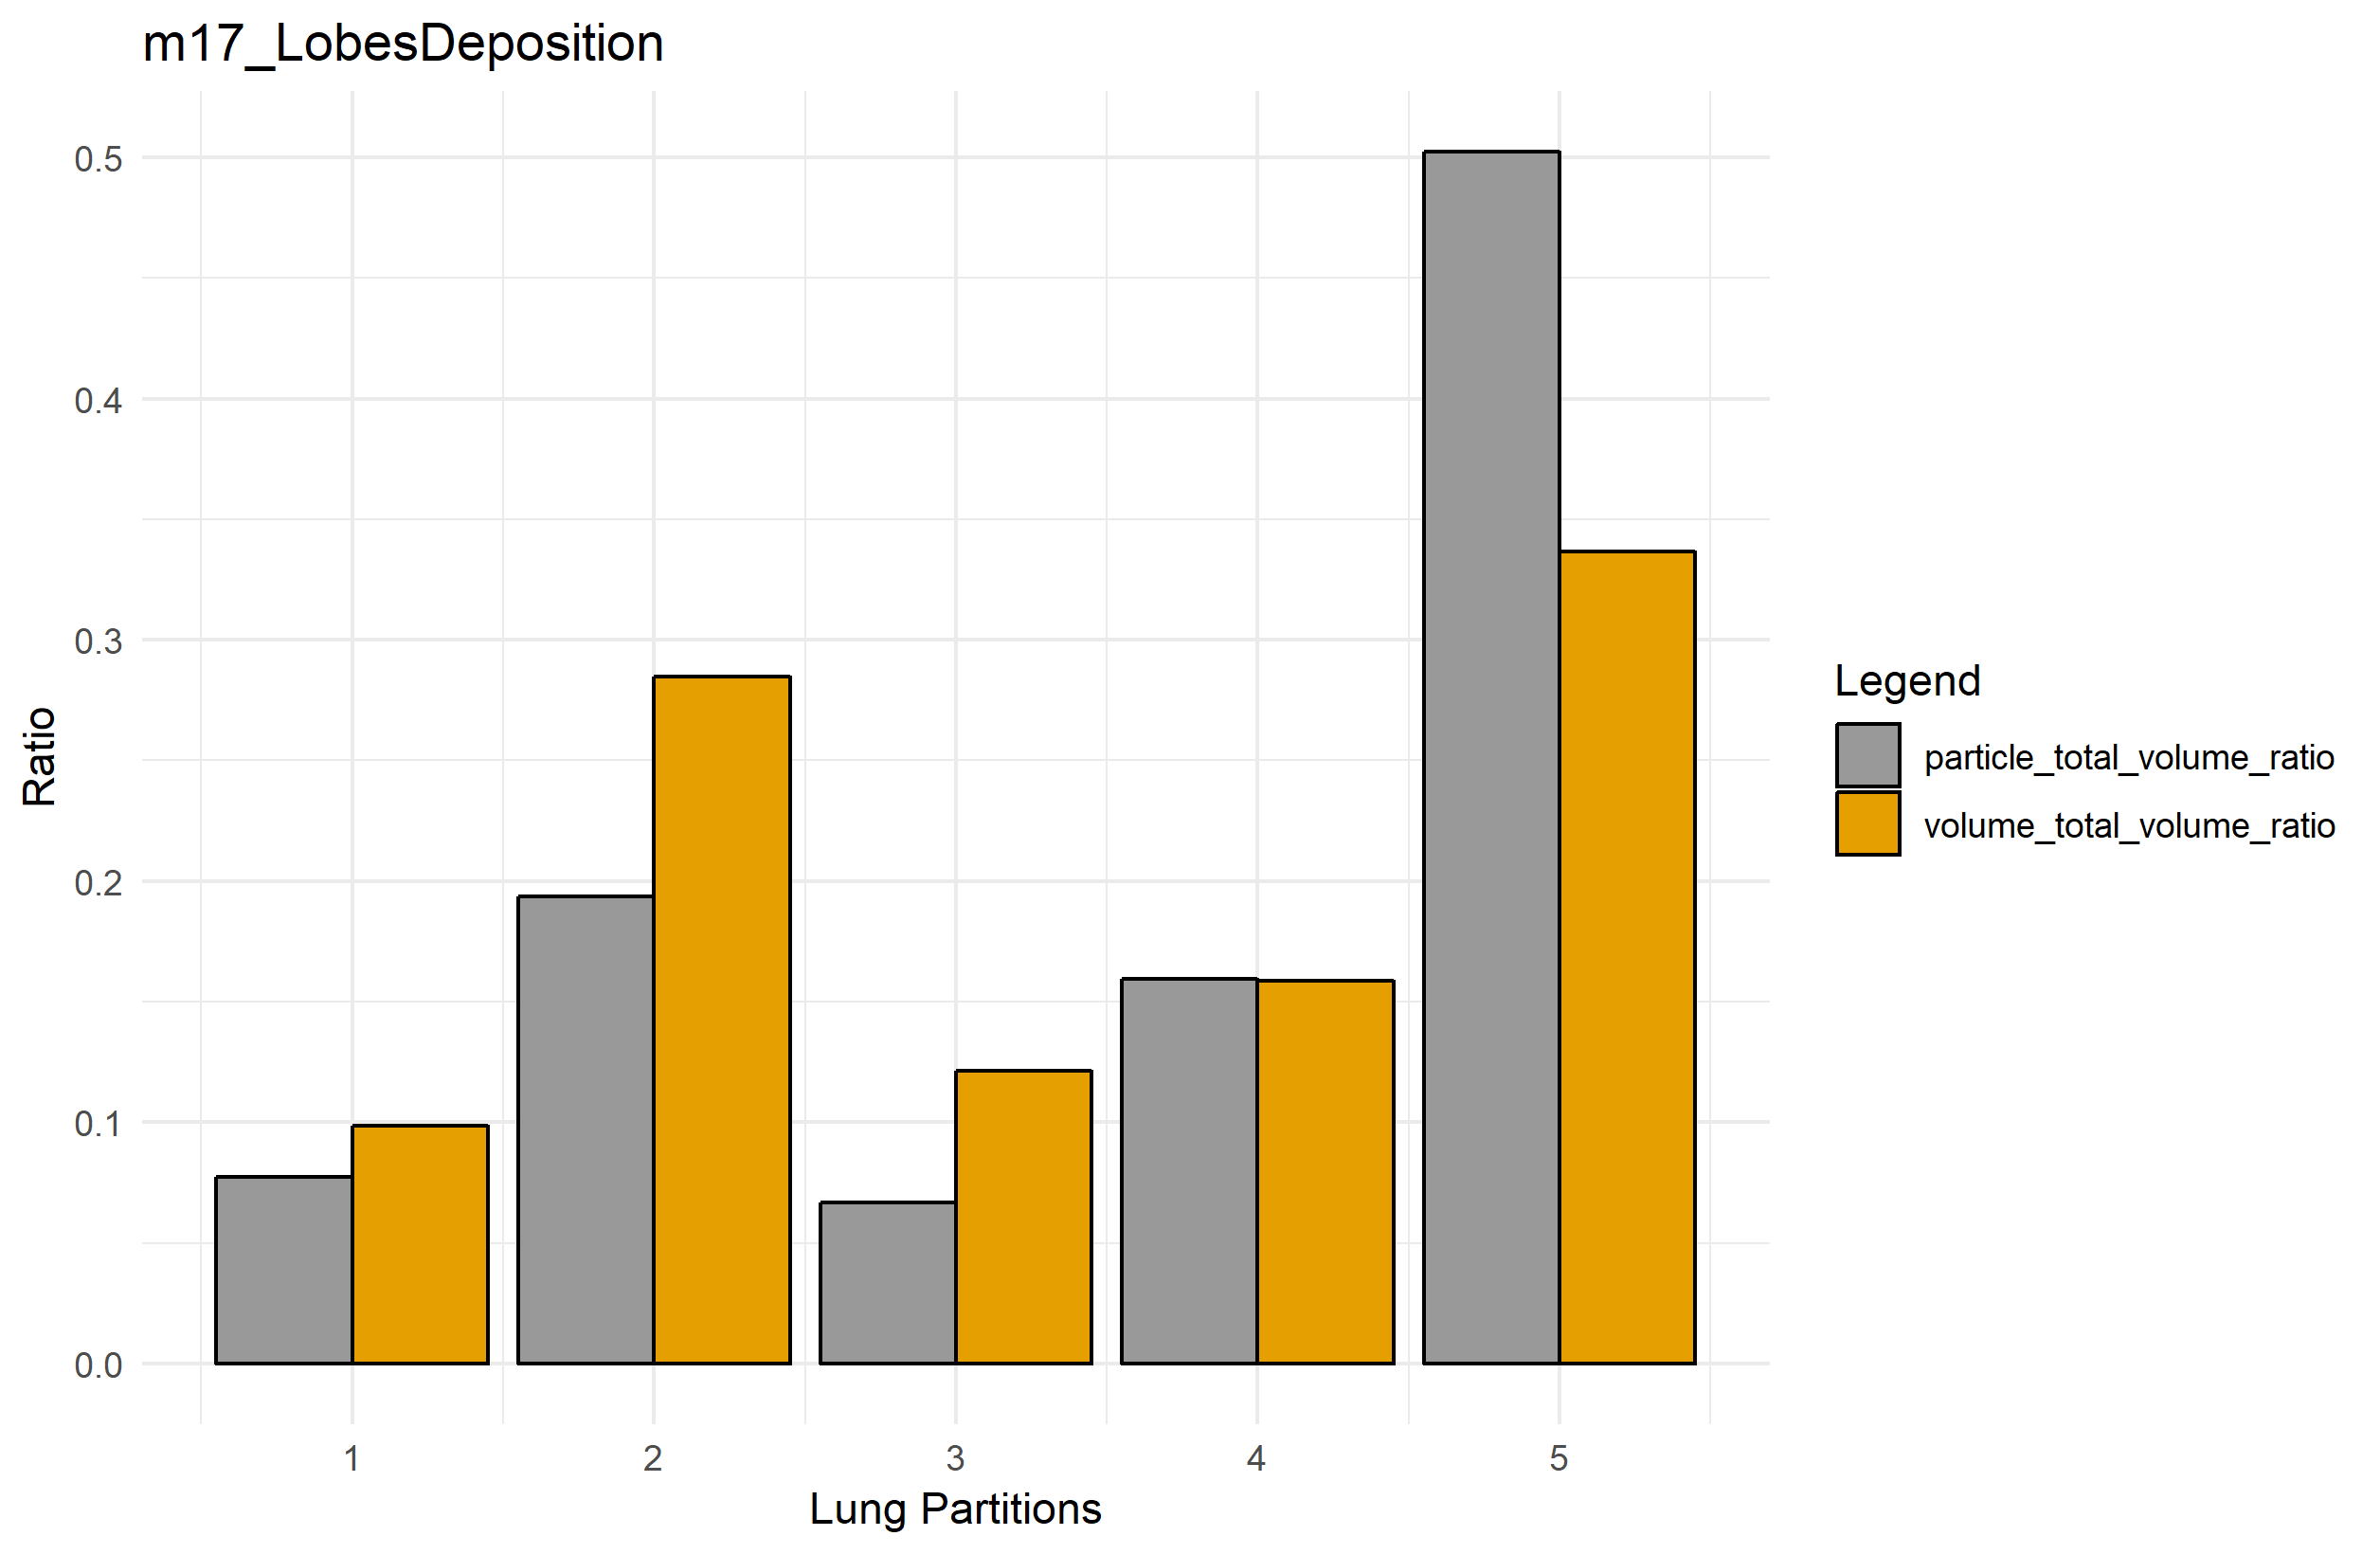 m17_LobesDeposition
0.5
0.4
0.3
0.2
0.1
0.0
Ratio
1 2 3 4 5
Lung Partitions
Legend
particle_total_volume_ratio
volume_total_volume_ratio